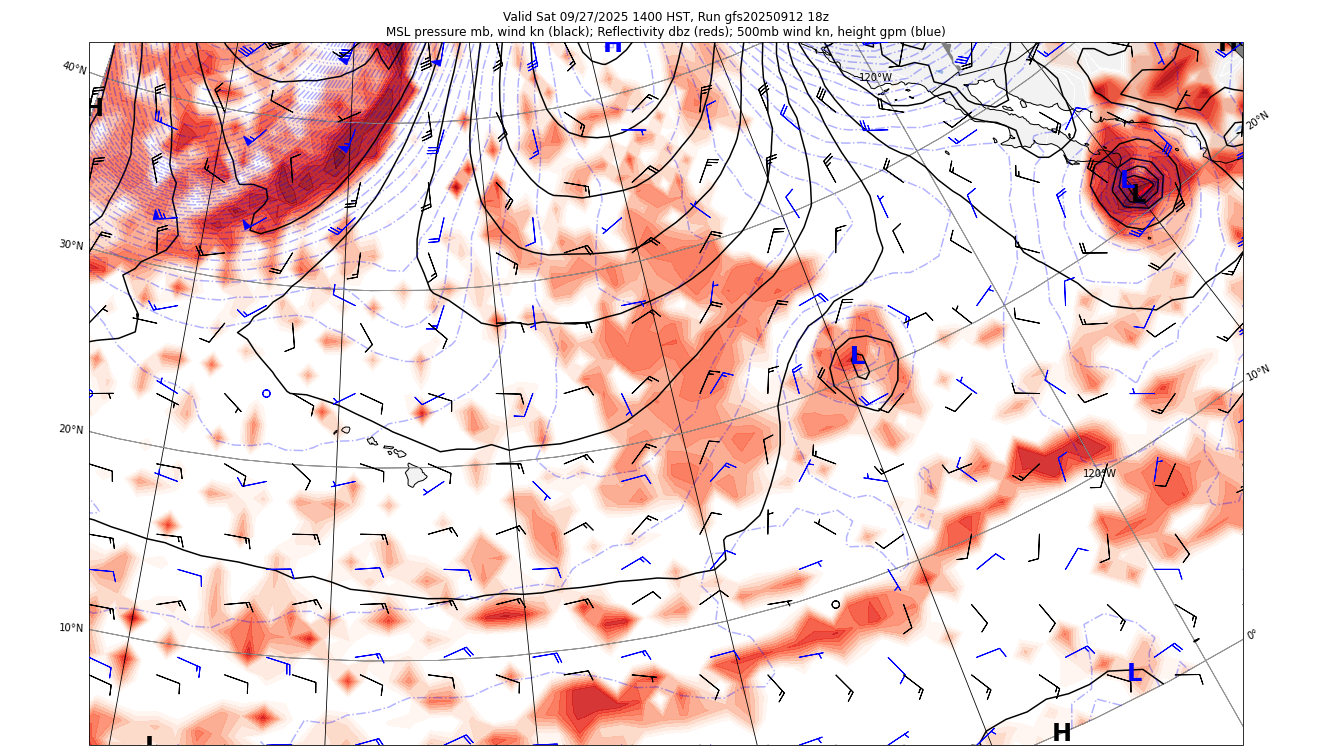 Valid Sat 09/27/2025 1400 HST, Run gfs20250912 18z
MSL pressure mb, wind kn (black); Reflectivity dbz (reds); 500mb wind kn, height gpm (blue)
H
H
40°N
120°W
H
20°N
L
L
30°N
L
10°N
20°N
120°W
10°N
0°
L
H
L